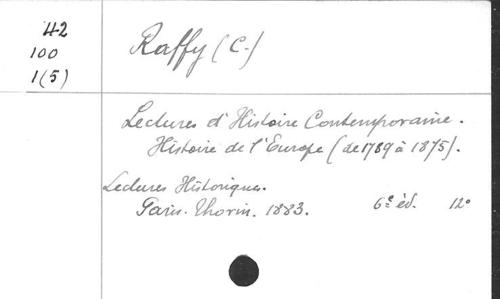 42
100
1(5)
Raffy (C.)
Lectures d'Histoire Contemporaine.
Histoire de l'Europe (de 1789 à 1875).
Lectures Historiques.
Paris. Thorin. 1883. 6e éd. 12°